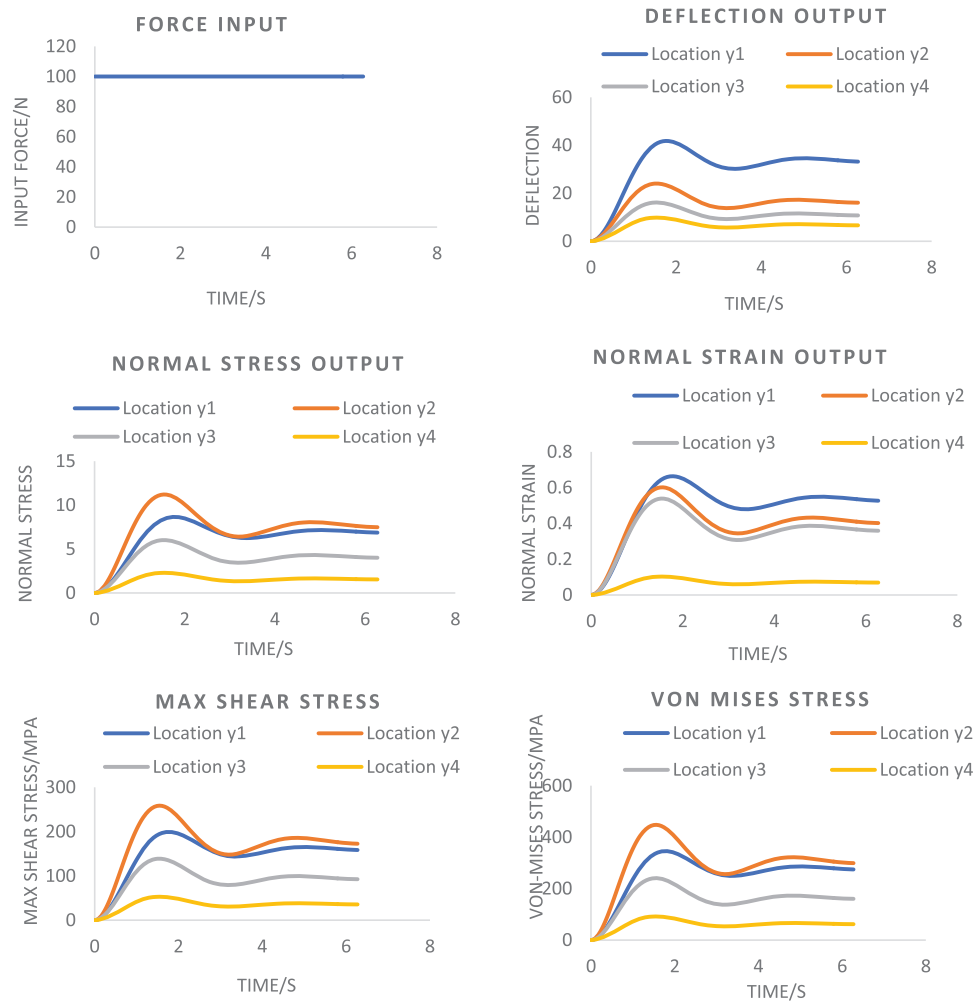 FORCE INPUT
120
100
80
60
40
20
0
0 2 4 6 8
INPUT FORCE/N
TIME/S
DEFLECTION OUTPUT
Location y1 Location y2
Location y3 Location y4
60
40
20
0
0 2 4 6 8
DEFLECTION
TIME/S
NORMAL STRESS OUTPUT
Location y1 Location y2
Location y3 Location y4
15
10
5
0
0 2 4 6 8
NORMAL STRESS
TIME/S
NORMAL STRAIN OUTPUT
Location y1 Location y2
Location y3 Location y4
0.8
0.6
0.4
0.2
0
0 2 4 6 8
NORMAL STRAIN
TIME/S
MAX SHEAR STRESS
Location y1 Location y2
Location y3 Location y4
300
200
100
0
0 2 4 6 8
MAX SHEAR STRESS/MPA
TIME/S
VON MISES STRESS
Location y1 Location y2
Location y3 Location y4
600
400
200
0
0 2 4 6 8
VON-MISES STRESS/MPA
TIME/S